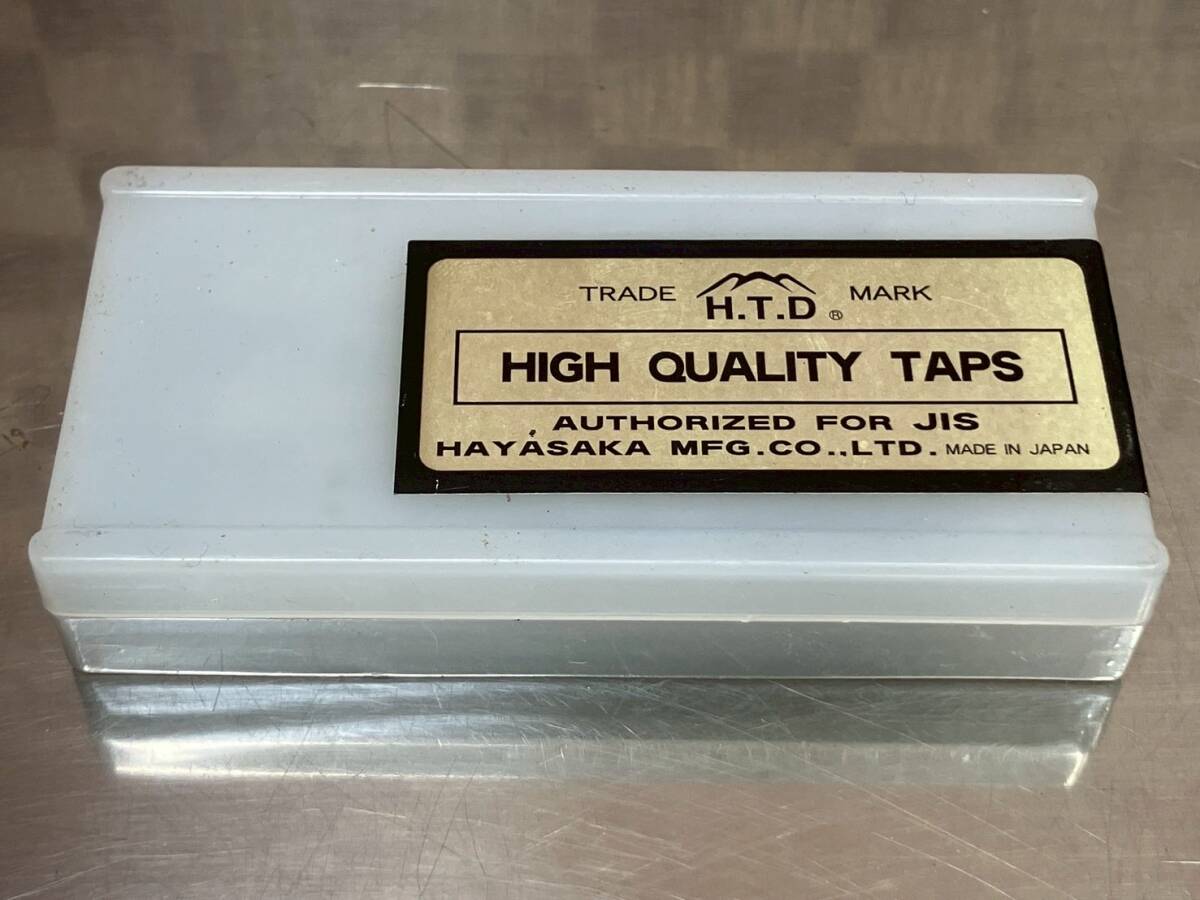 TRADE H.T.D ® MARK
HIGH QUALITY TAPS
AUTHORIZED FOR JIS
HAYASAKA MFG.CO.,LTD. MADE IN JAPAN